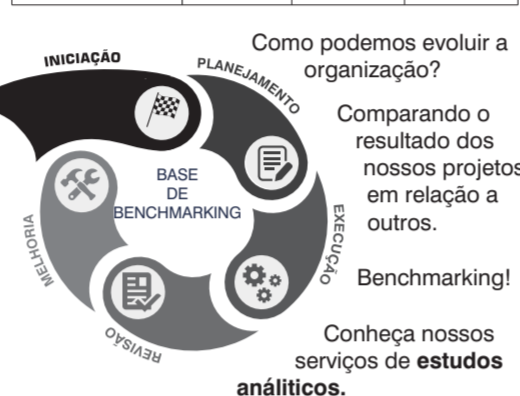 INICIAÇÃO
PLANEJAMENTO
EXECUÇÃO
REVISÃO
MELHORIA
BASE
DE
BENCHMARKING
Como podemos evoluir a
organização?
Comparando o
resultado dos
nossos projetos
em relação a
outros.
Benchmarking!
Conheça nossos
serviços de estudos
análiticos.